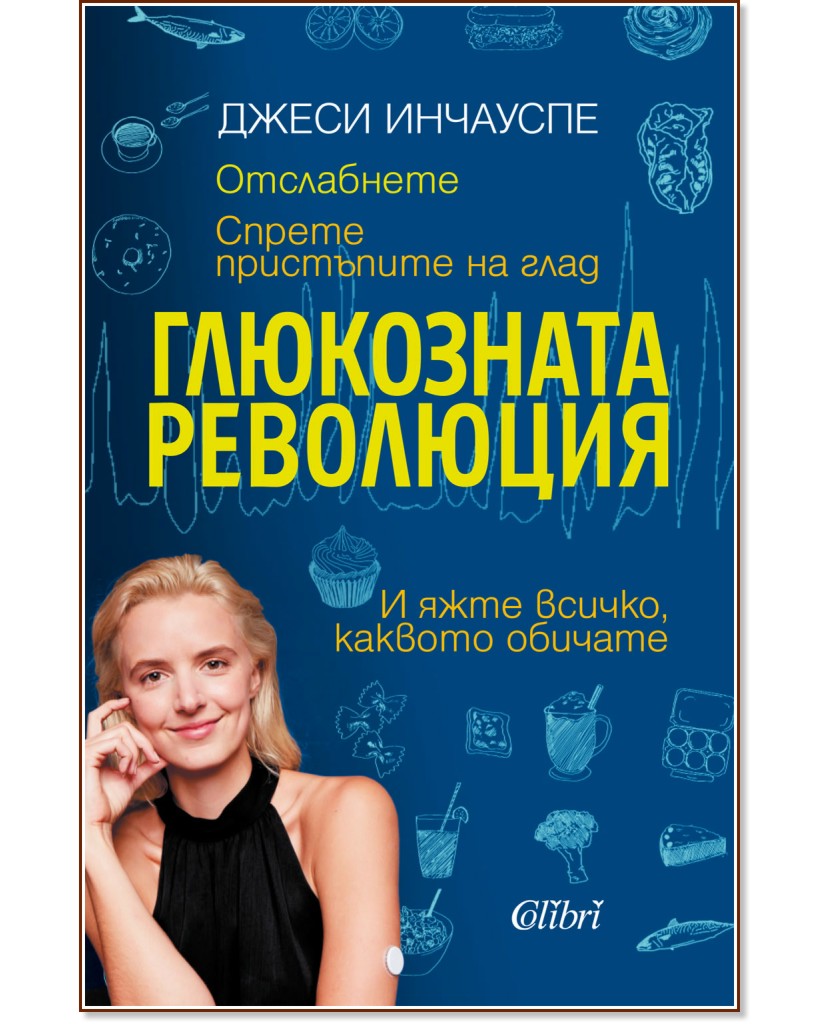 ДЖЕСИ ИНЧАУСПЕ
Отслабнете
Спрете
пристъпите на глад
ГЛЮКОЗНАТА
РЕВОЛЮЦИЯ
И яжте всичко,
каквото обичате
Colibri